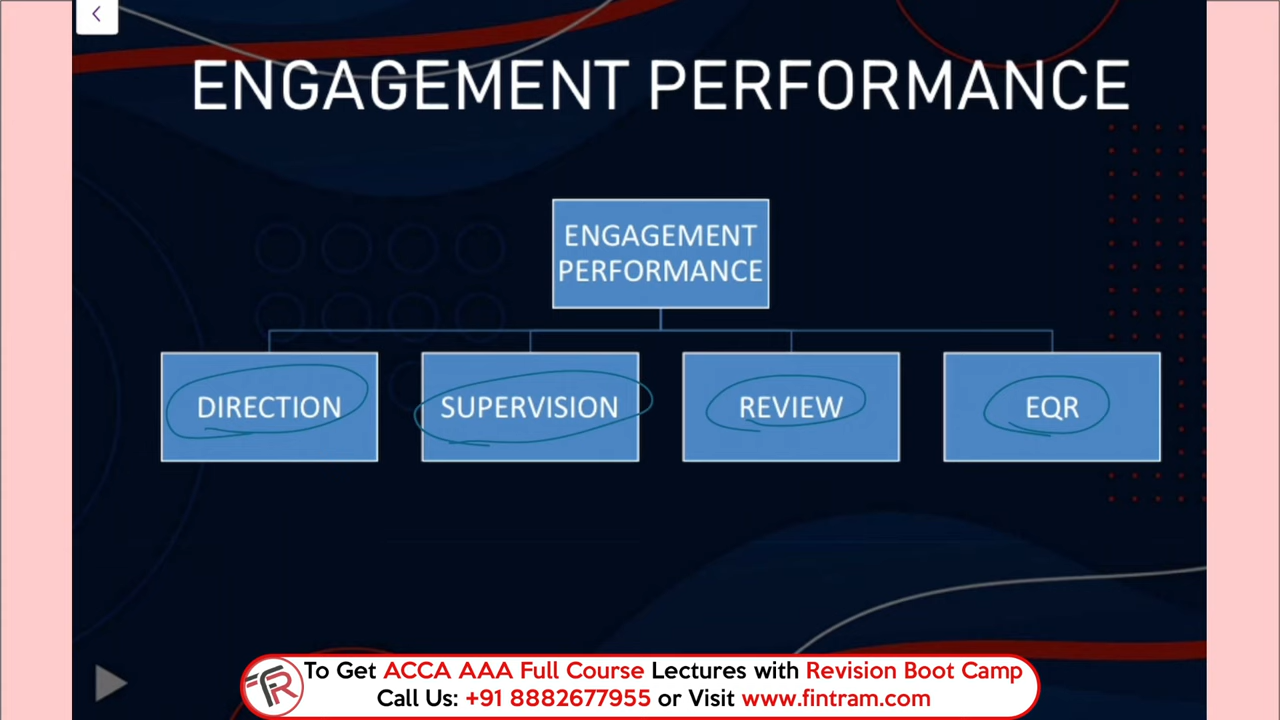 ENGAGEMENT PERFORMANCE
ENGAGEMENT
PERFORMANCE
DIRECTION
SUPERVISION
REVIEW
EQR
To Get ACCA AAA Full Course Lectures with Revision Boot Camp
Call Us: +91 8882677955 or Visit www.fintram.com